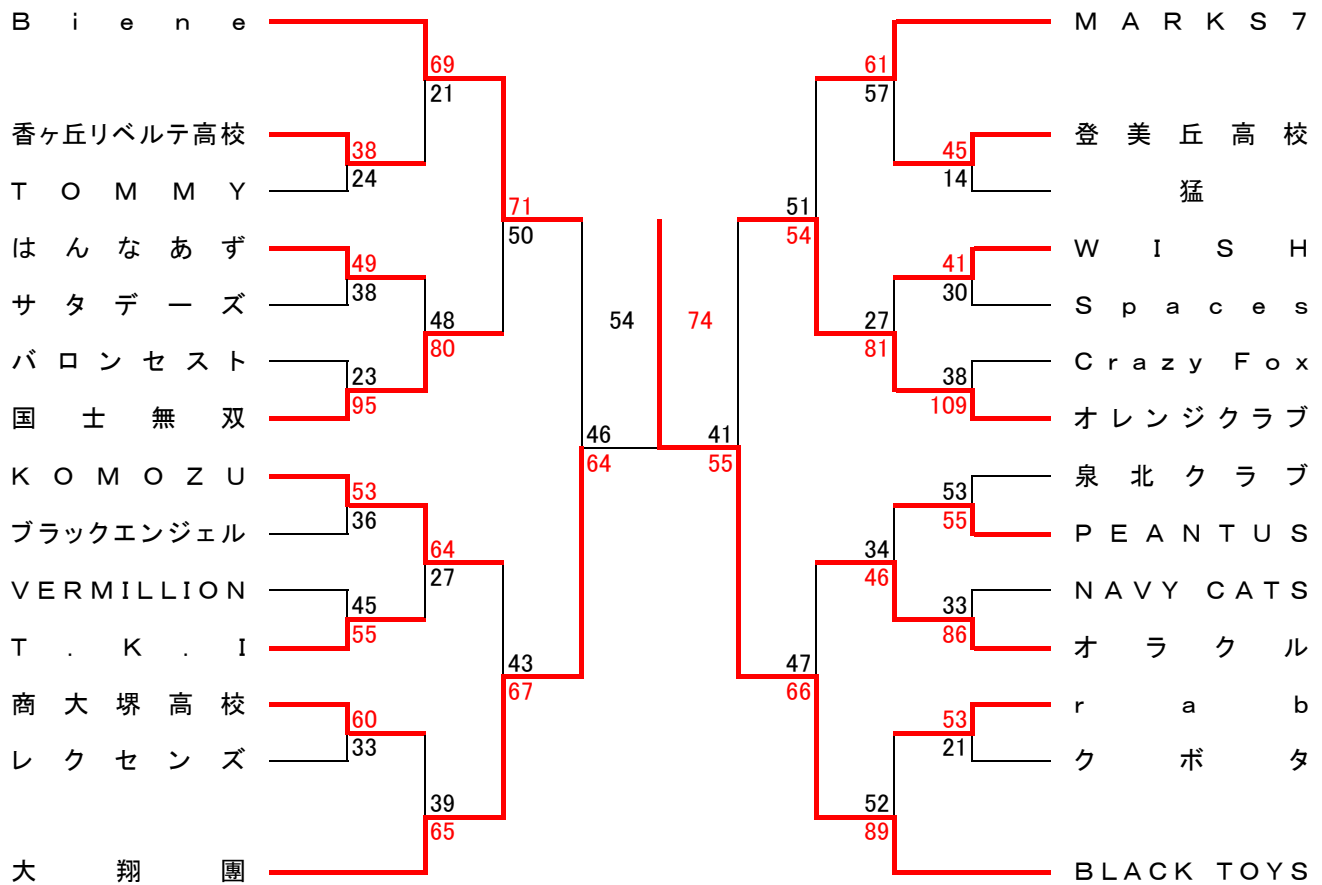 Biene
MARKS7
69
61
21
57
香ヶ丘リベルテ高校
登美丘高校
38
45
24
14
TOMMY
猛
71
51
50
54
はんなあず
WISH
49
41
38
30
サタデーズ
Spaces
48
54
74
27
80
81
バロンセスト
Crazy Fox
23
38
95
109
国士無双
オレンジクラブ
46
41
64
55
KOMOZU
泉北クラブ
53
53
36
55
ブラックエンジェル
PEANTUS
64
34
27
46
VERMILLION
NAVY CATS
45
33
55
86
T.K.I
オラクル
43
47
67
66
商大堺高校
rab
60
53
33
21
レクセンズ
クボタ
39
52
65
89
大翔團
BLACK TOYS